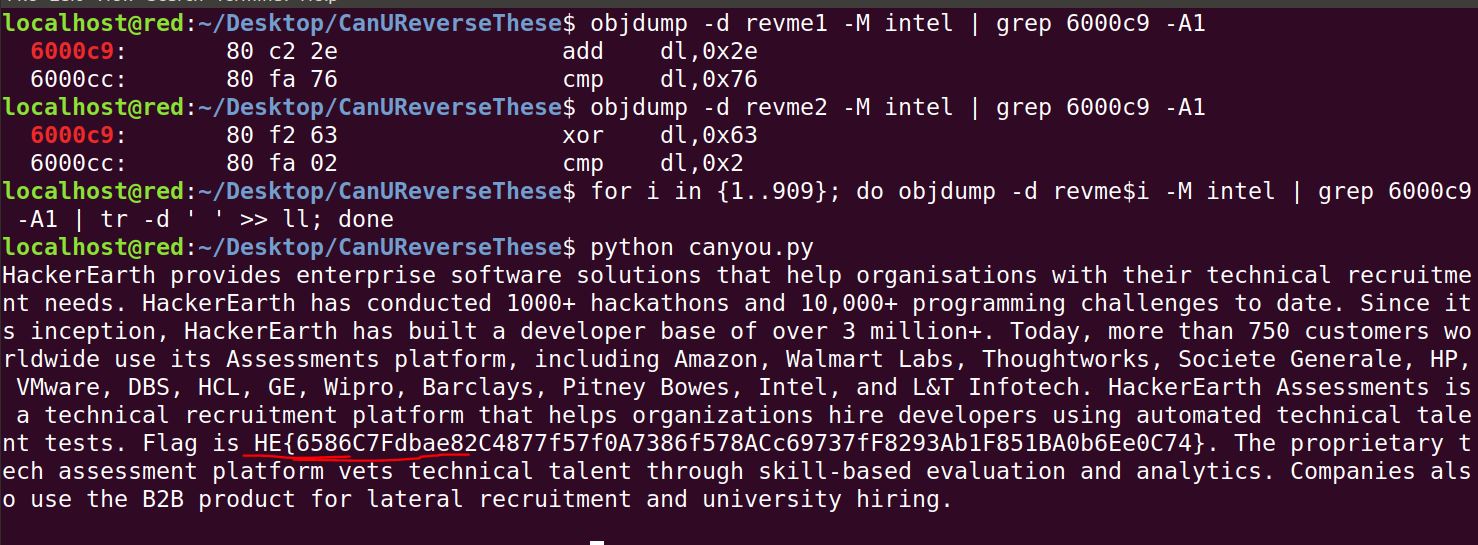 localhost@red:~/Desktop/CanUReverseThese$ objdump -d revme1 -M intel | grep 6000c9 -A1
6000c9: 80 c2 2e add dl,0x2e
6000cc: 80 fa 76 cmp dl,0x76
localhost@red:~/Desktop/CanUReverseThese$ objdump -d revme2 -M intel | grep 6000c9 -A1
6000c9: 80 f2 63 xor dl,0x63
6000cc: 80 fa 02 cmp dl,0x2
localhost@red:~/Desktop/CanUReverseThese$ for i in {1..909}; do objdump -d revme$i -M intel | grep 6000c9
-A1 | tr -d ' ' >> ll; done
localhost@red:~/Desktop/CanUReverseThese$ python canyou.py
HackerEarth provides enterprise software solutions that help organisations with their technical recruitme
nt needs. HackerEarth has conducted 1000+ hackathons and 10,000+ programming challenges to date. Since it
s inception, HackerEarth has built a developer base of over 3 million+. Today, more than 750 customers wo
rldwide use its Assessments platform, including Amazon, Walmart Labs, Thoughtworks, Societe Generale, HP,
VMware, DBS, HCL, GE, Wipro, Barclays, Pitney Bowes, Intel, and L&T Infotech. HackerEarth Assessments is
a technical recruitment platform that helps organizations hire developers using automated technical tale
nt tests. Flag is HE{6586C7Fdbae82C4877f57f0A7386f578ACc69737fF8293Ab1F851BA0b6Ee0C74}. The proprietary t
ech assessment platform vets technical talent through skill-based evaluation and analytics. Companies als
o use the B2B product for lateral recruitment and university hiring.